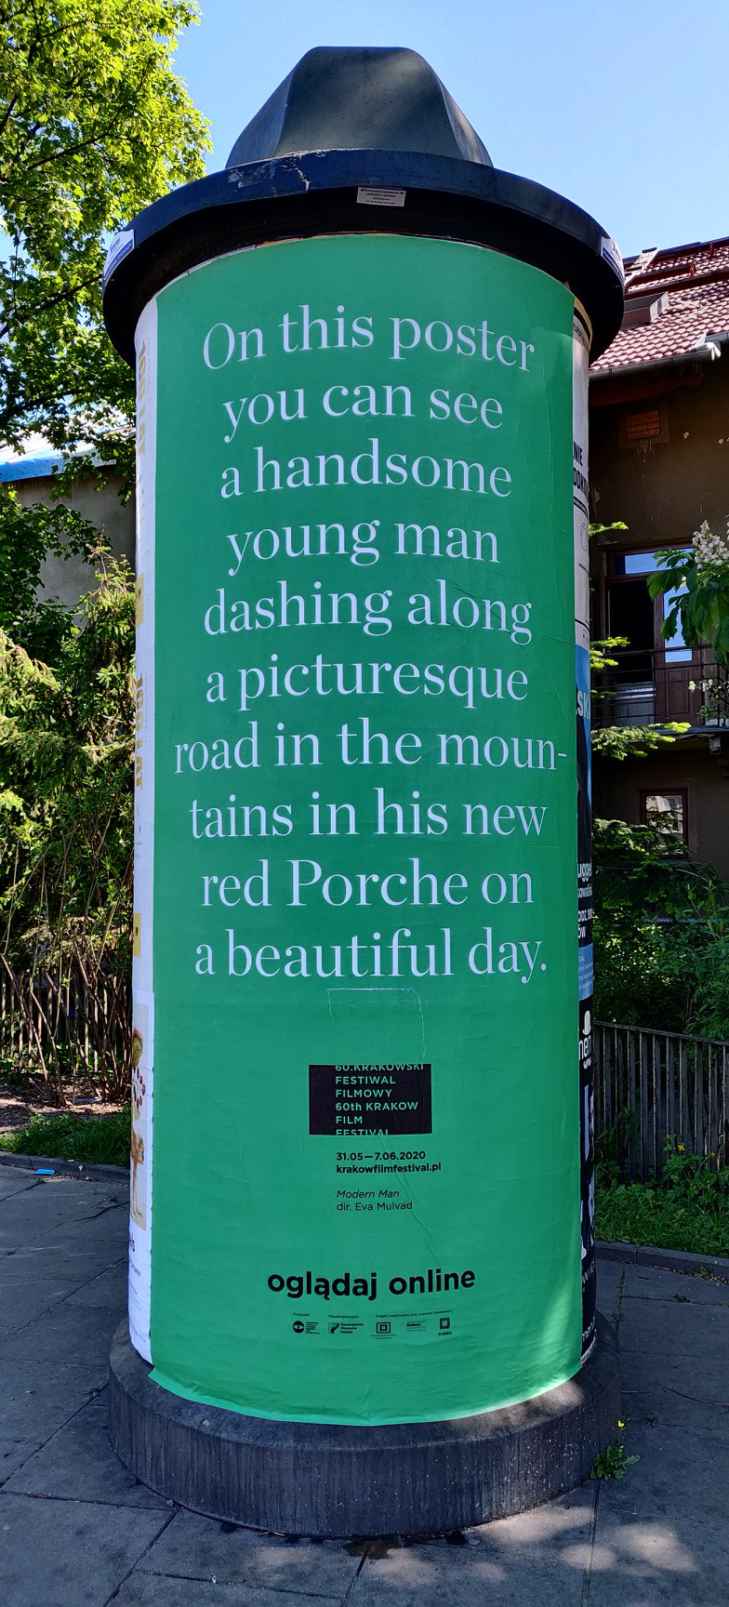 On this poster
you can see
a handsome
young man
dashing along
a picturesque
road in the moun-
tains in his new
red Porche on
a beautiful day.
60.KRAKOWSKI
FESTIWAL
FILMOWY
60th KRAKOW
FILM
FESTIVAL
31.05—7.06.2020
krakowfilmfestival.pl
Modern Man
dir. Eva Mulvad
oglądaj online